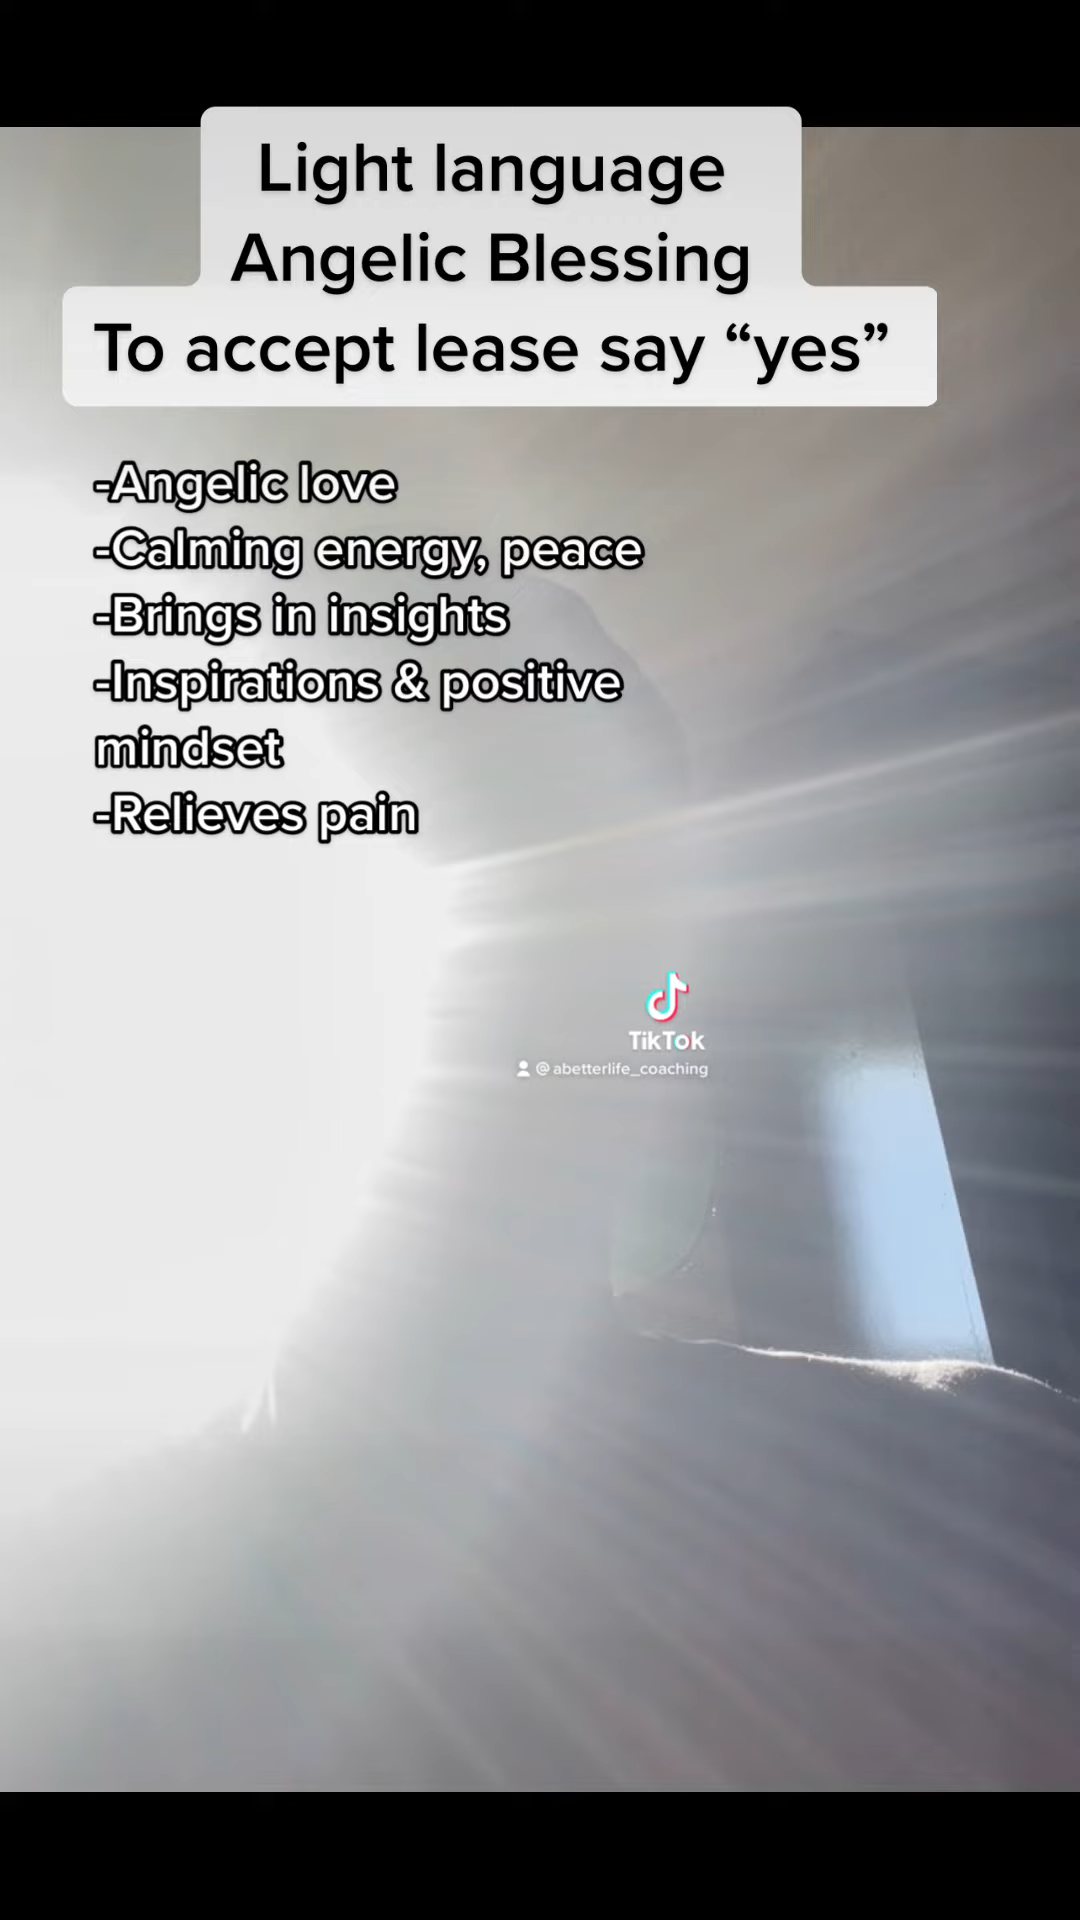 Light language
Angelic Blessing
To accept lease say “yes”
-Angelic love
-Calming energy, peace
-Brings in insights
-Inspirations & positive
mindset
-Relieves pain
TikTok
@abetterlife_coaching